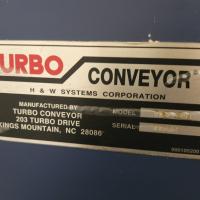 TURBO CONVEYOR
H & W SYSTEMS CORPORATION
MANUFACTURED BY
TURBO CONVEYOR
203 TURBO DRIVE
KINGS MOUNTAIN, NC 28086
MODEL
SERIAL